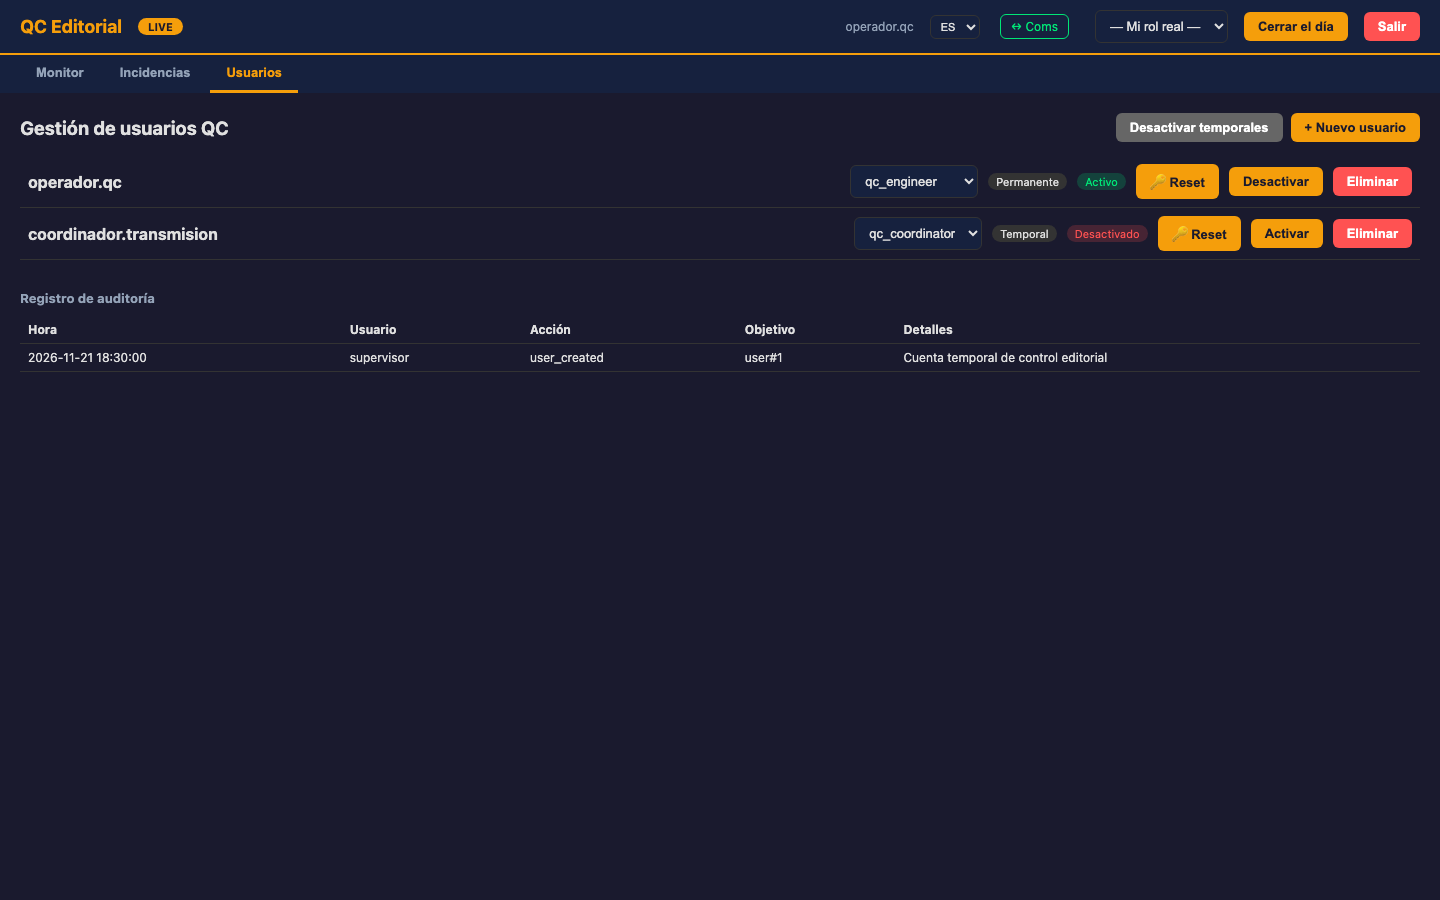 QC Editorial LIVE operador.qc ES ↔ Coms — Mi rol real — Cerrar el día Salir
Monitor Incidencias Usuarios
Gestión de usuarios QC Desactivar temporales + Nuevo usuario
operador.qc qc_engineer Permanente Activo 🔑 Reset Desactivar Eliminar
coordinador.transmision qc_coordinator Temporal Desactivado 🔑 Reset Activar Eliminar
Registro de auditoría
Hora Usuario Acción Objetivo Detalles
2026-11-21 18:30:00 supervisor user_created user#1 Cuenta temporal de control editorial